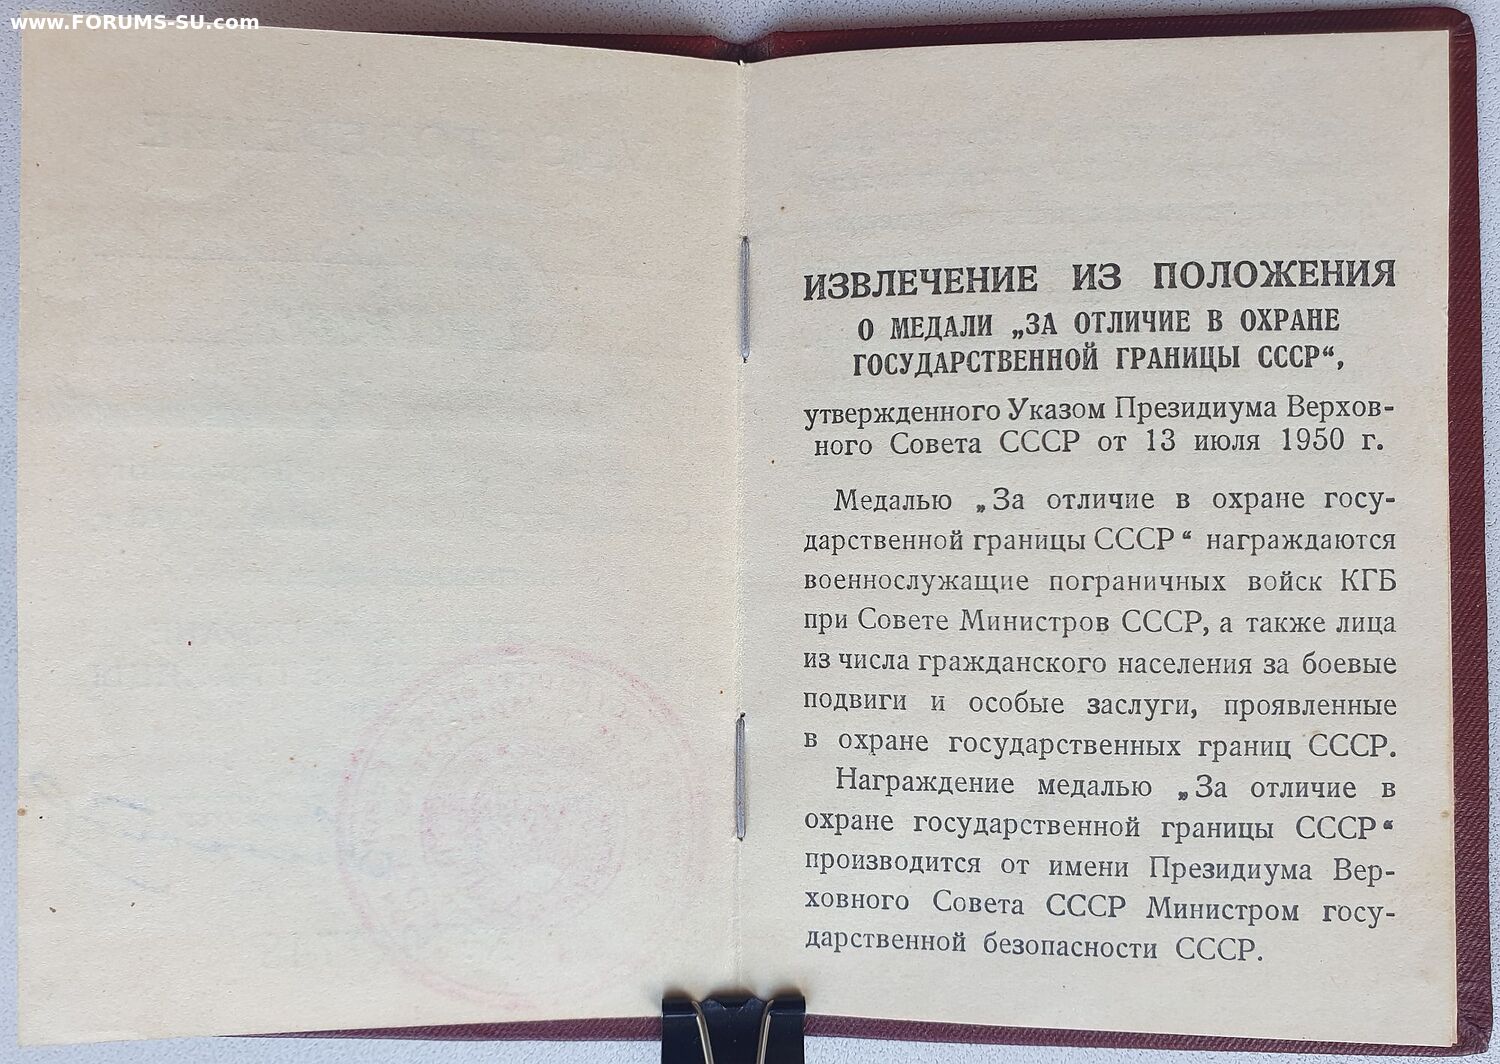 www.FORUMS-SU.com
ИЗВЛЕЧЕНИЕ ИЗ ПОЛОЖЕНИЯ
О МЕДАЛИ „ЗА ОТЛИЧИЕ В ОХРАНЕ
ГОСУДАРСТВЕННОЙ ГРАНИЦЫ СССР“,
утвержденного Указом Президиума Верхов-
ного Совета СССР от 13 июля 1950 г.
Медалью „За отличие в охране госу-
дарственной границы СССР“ награждаются
военнослужащие пограничных войск КГБ
при Совете Министров СССР, а также лица
из числа гражданского населения за боевые
подвиги и особые заслуги, проявленные
в охране государственных границ СССР.
Награждение медалью „За отличие в
охране государственной границы СССР“
производится от имени Президиума Вер-
ховного Совета СССР Министром госу-
дарственной безопасности СССР.